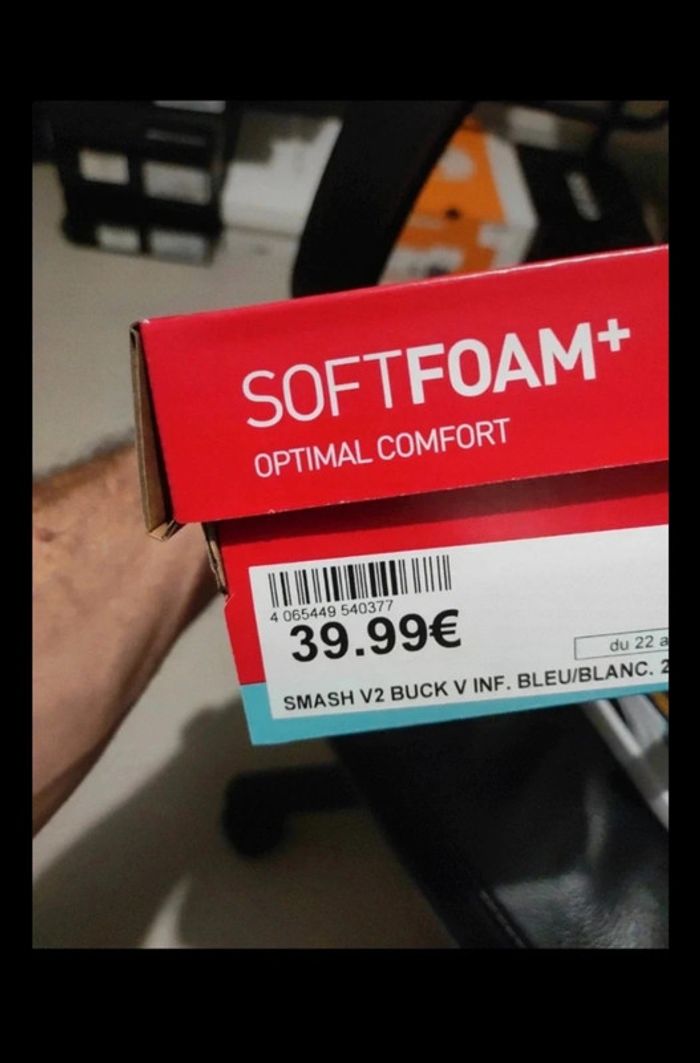 SOFTFOAM+
OPTIMAL COMFORT
4 065449 540377
39.99€
du 22 a
SMASH V2 BUCK V INF. BLEU/BLANC. 2